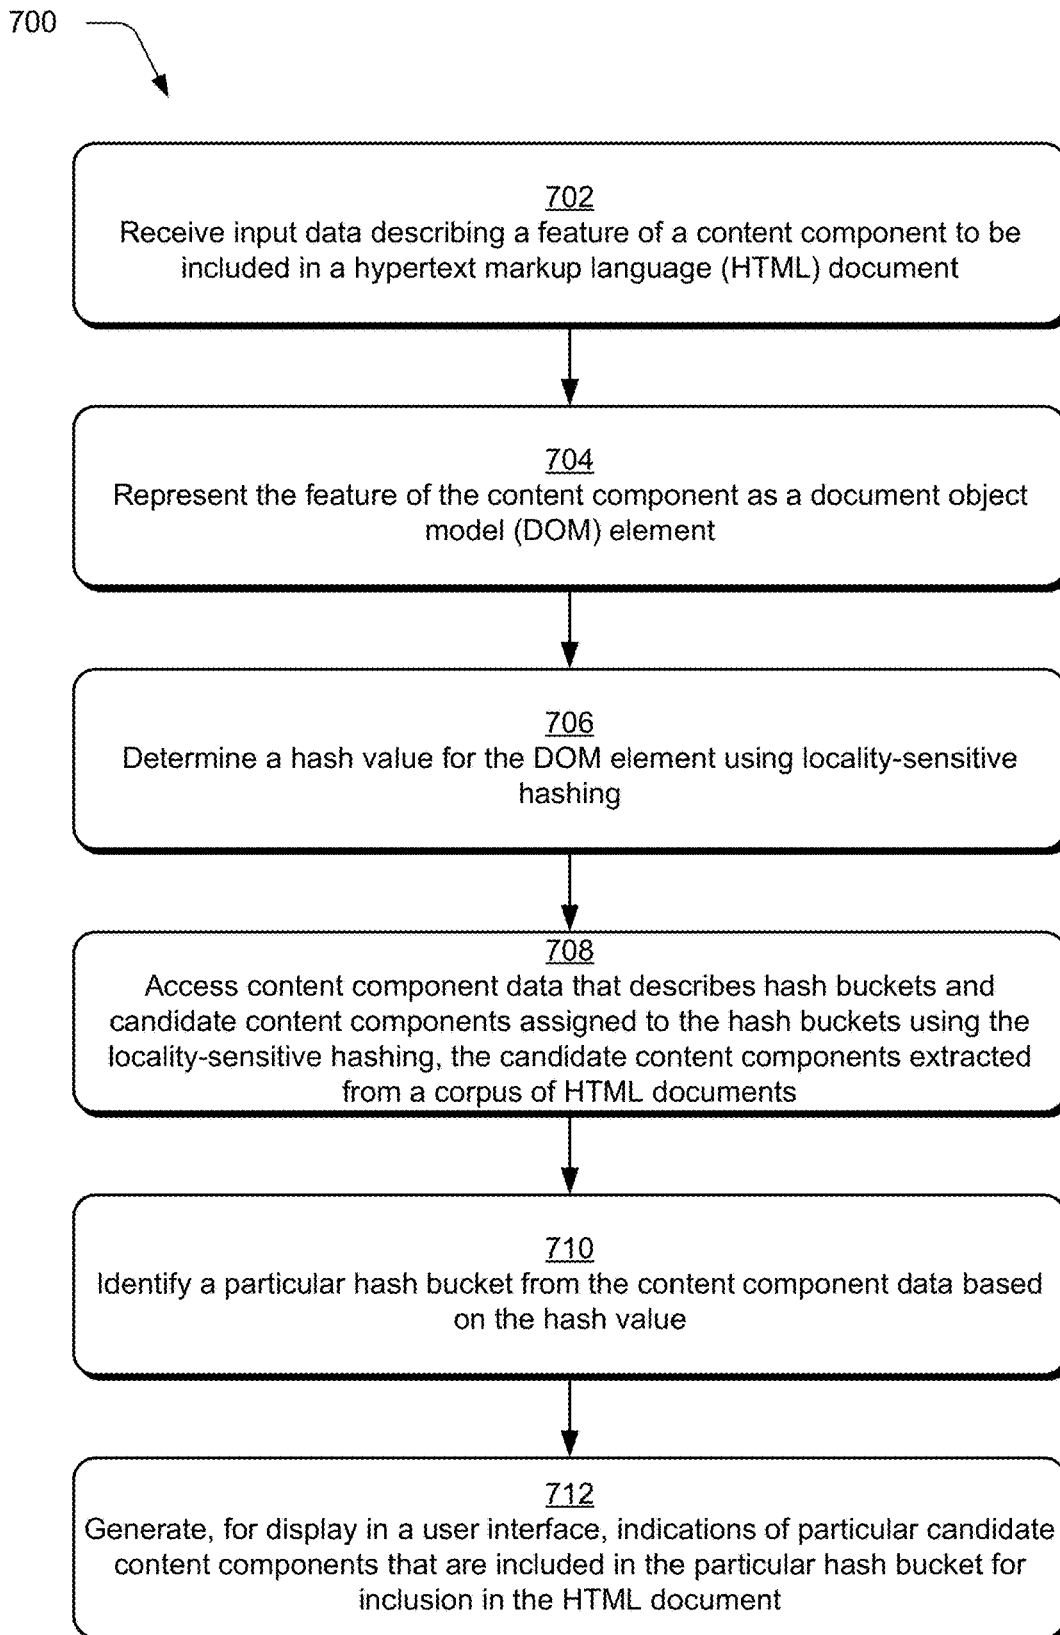 700
702
Receive input data describing a feature of a content component to be
included in a hypertext markup language (HTML) document
704
Represent the feature of the content component as a document object
model (DOM) element
706
Determine a hash value for the DOM element using locality-sensitive
hashing
708
Access content component data that describes hash buckets and
candidate content components assigned to the hash buckets using the
locality-sensitive hashing, the candidate content components extracted
from a corpus of HTML documents
710
Identify a particular hash bucket from the content component data based
on the hash value
712
Generate, for display in a user interface, indications of particular candidate
content components that are included in the particular hash bucket for
inclusion in the HTML document